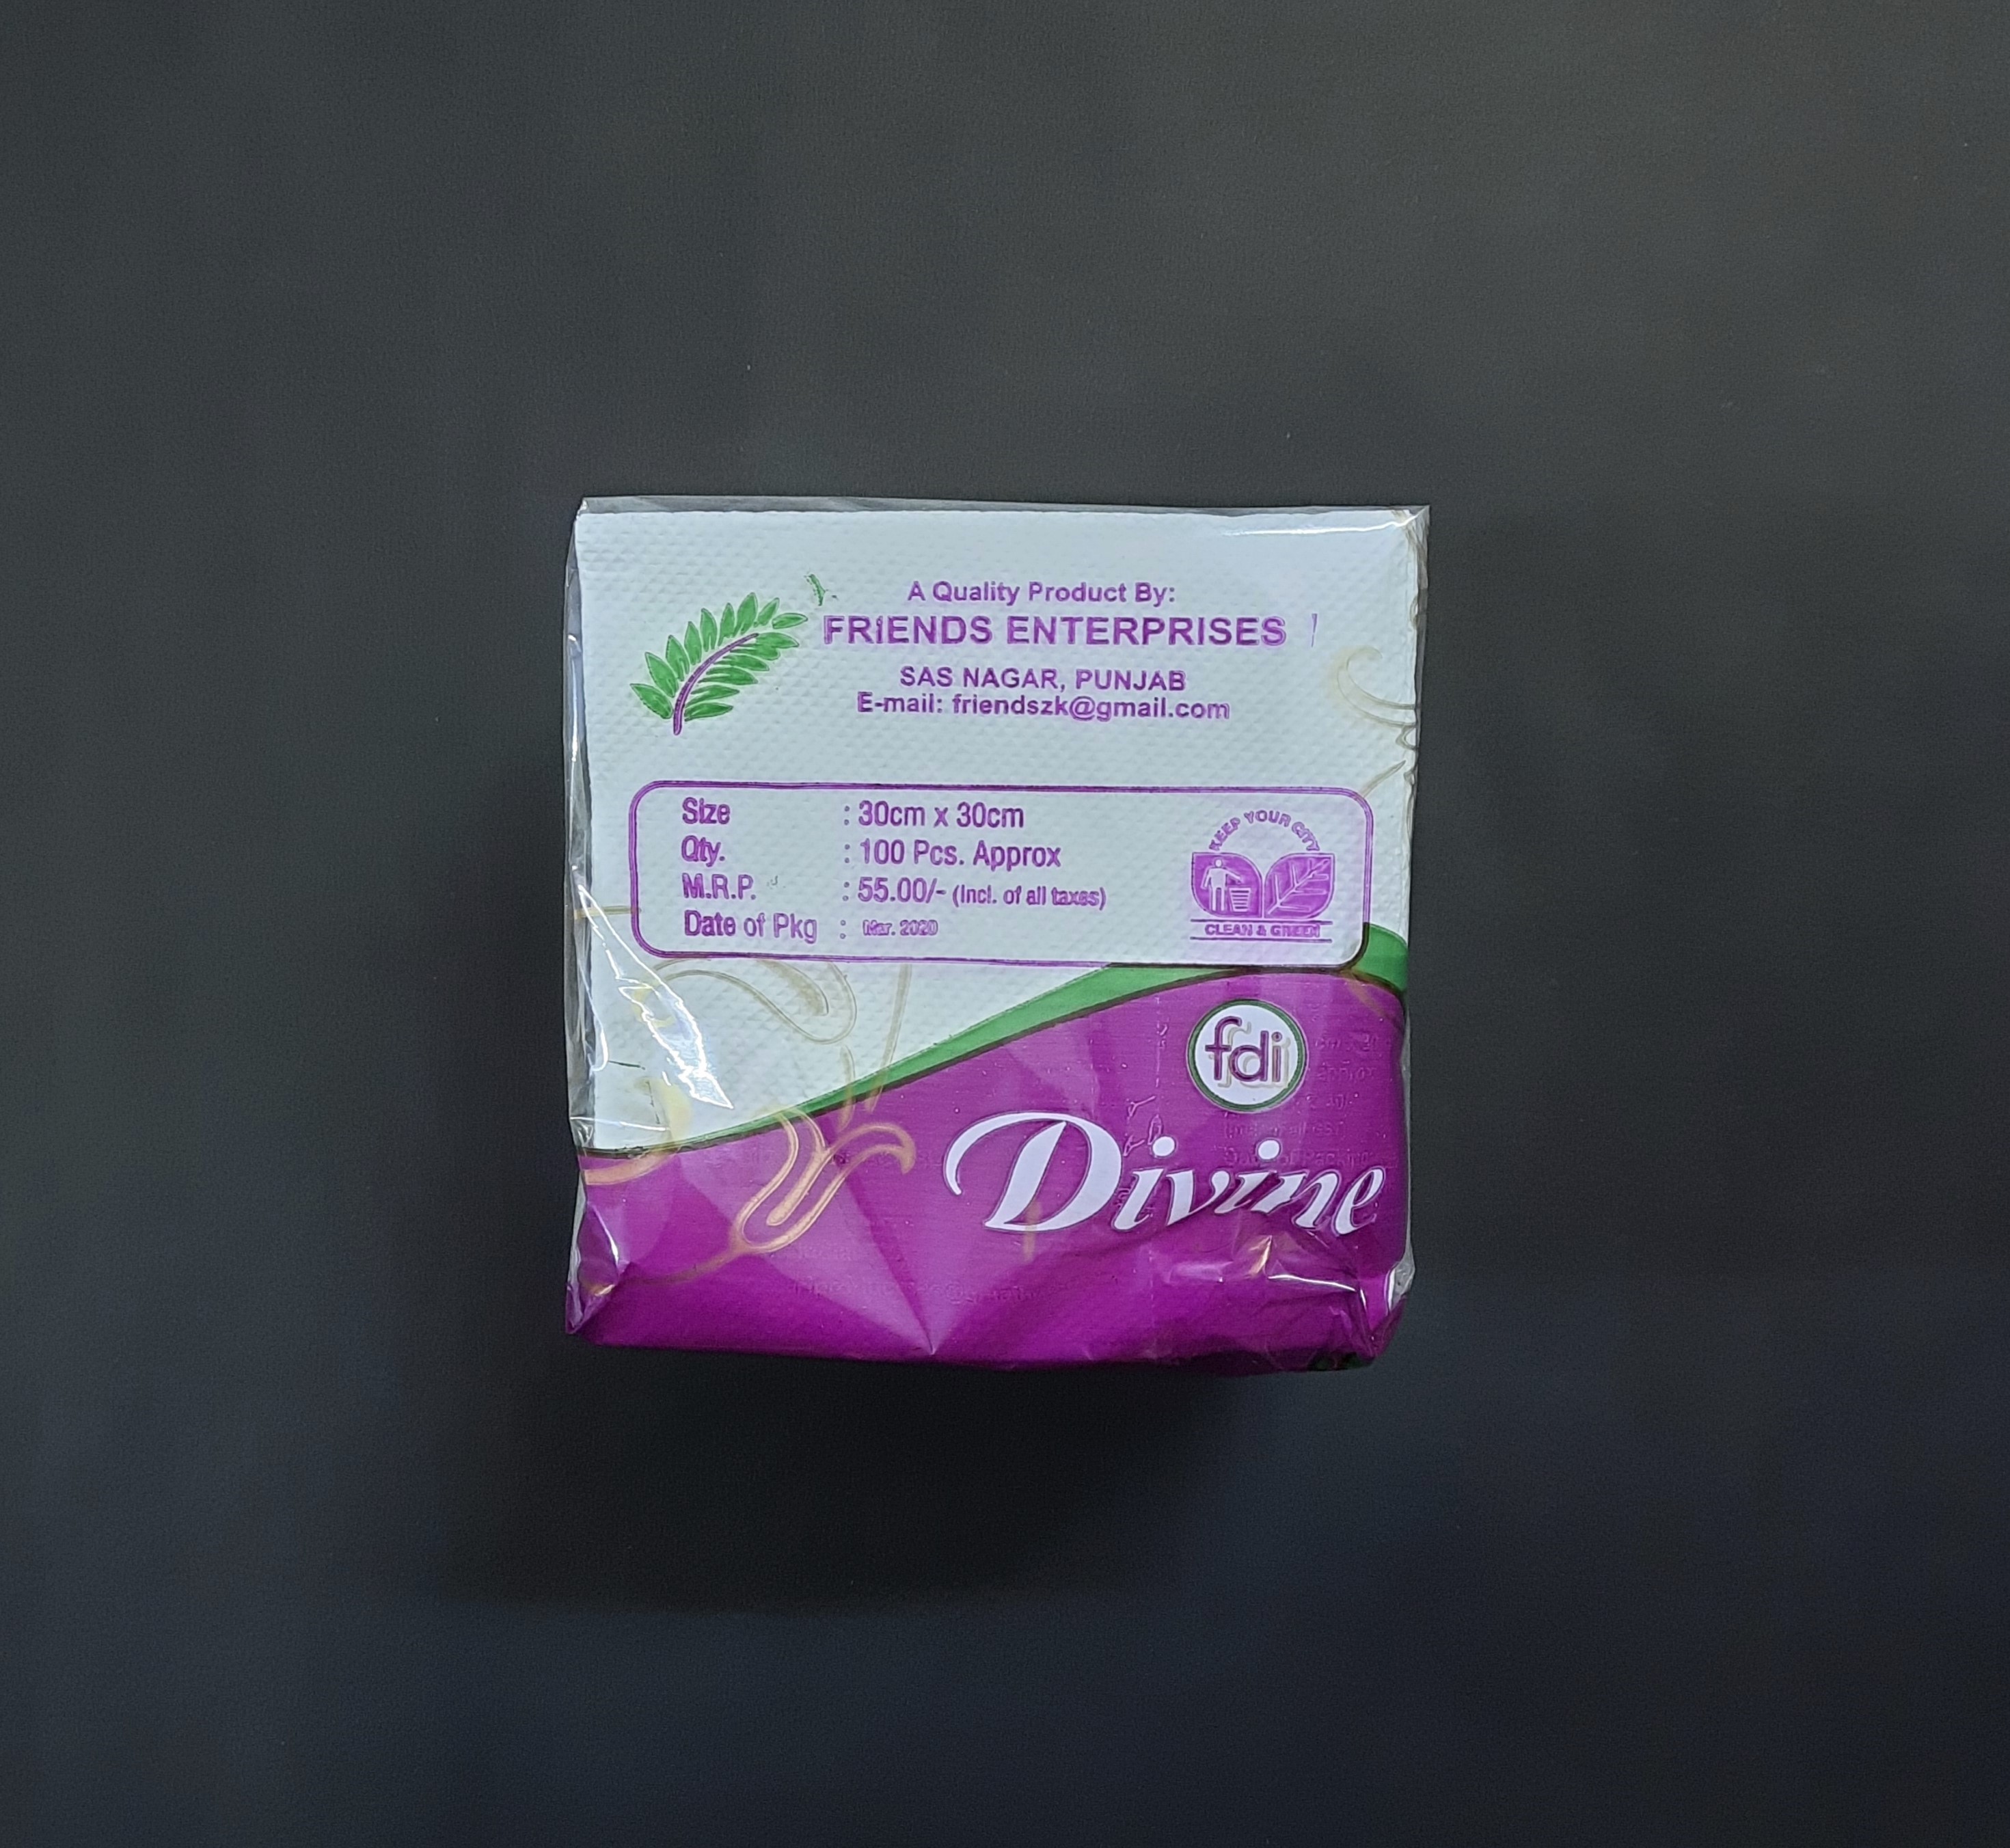 A Quality Product By:
FRIENDS ENTERPRISES
SAS NAGAR, PUNJAB
E-mail: friendszk@gmail.com
Size : 30cm x 30cm
Qty. : 100 Pcs. Approx
M.R.P. : 55.00/- (Incl. of all taxes)
Date of Pkg : Mar. 2020
KEEP YOUR CITY
CLEAN & GREEN
fdi
Divine